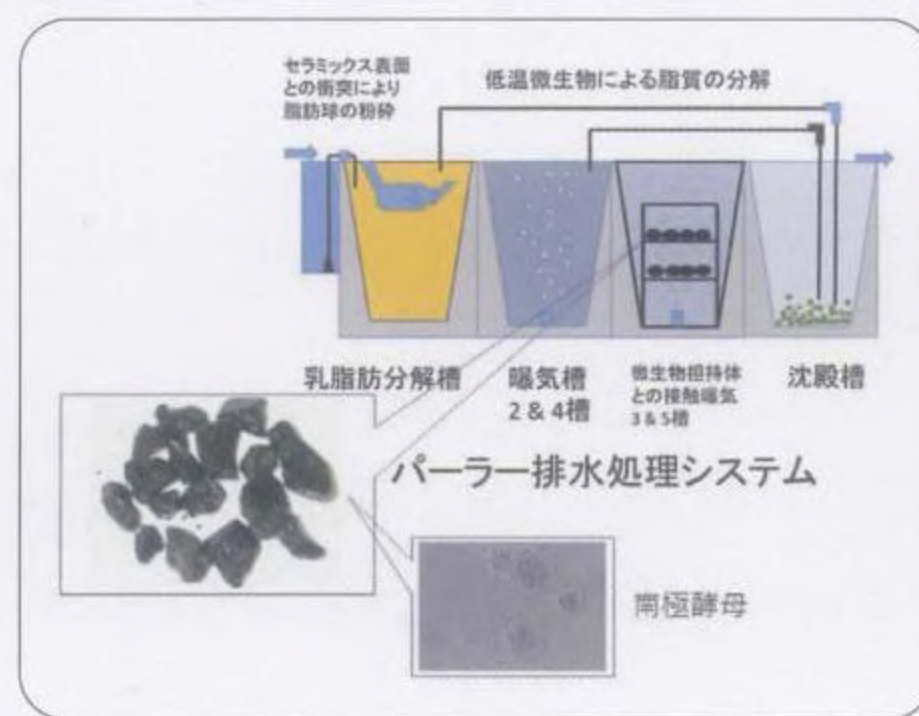 セラミックス表面
との衝突により
脂肪球の粉砕
低温微生物による脂質の分解
乳脂肪分解槽
曝気槽
2 & 4槽
微生物担持体
との接触曝気
3 & 5槽
沈殿槽
パーラー排水処理システム
南極酵母